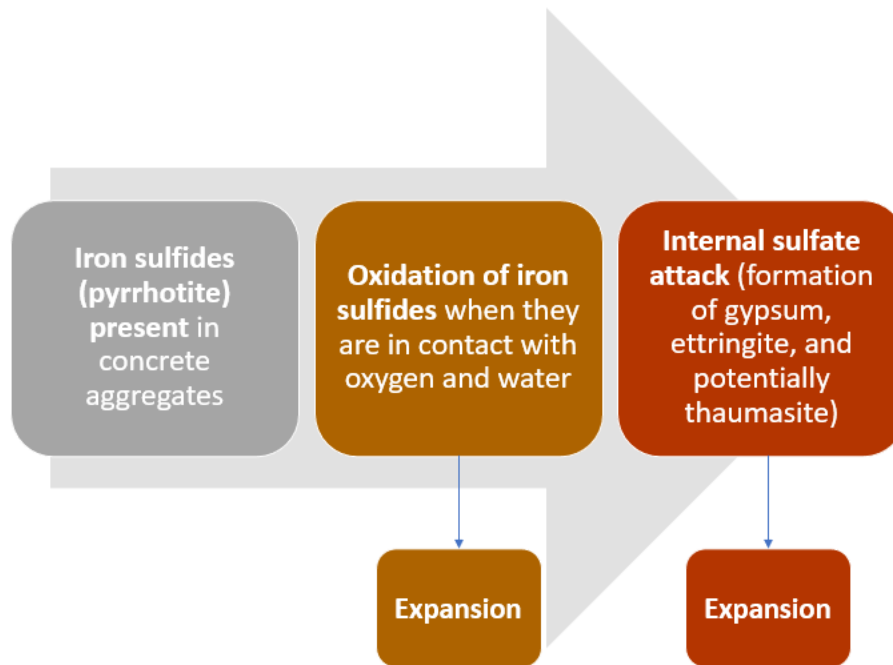 Iron sulfides
(pyrrhotite)
present in
concrete
aggregates
Oxidation of iron
sulfides when they
are in contact with
oxygen and water
Internal sulfate
attack (formation
of gypsum,
ettringite, and
potentially
thaumasite)
Expansion
Expansion